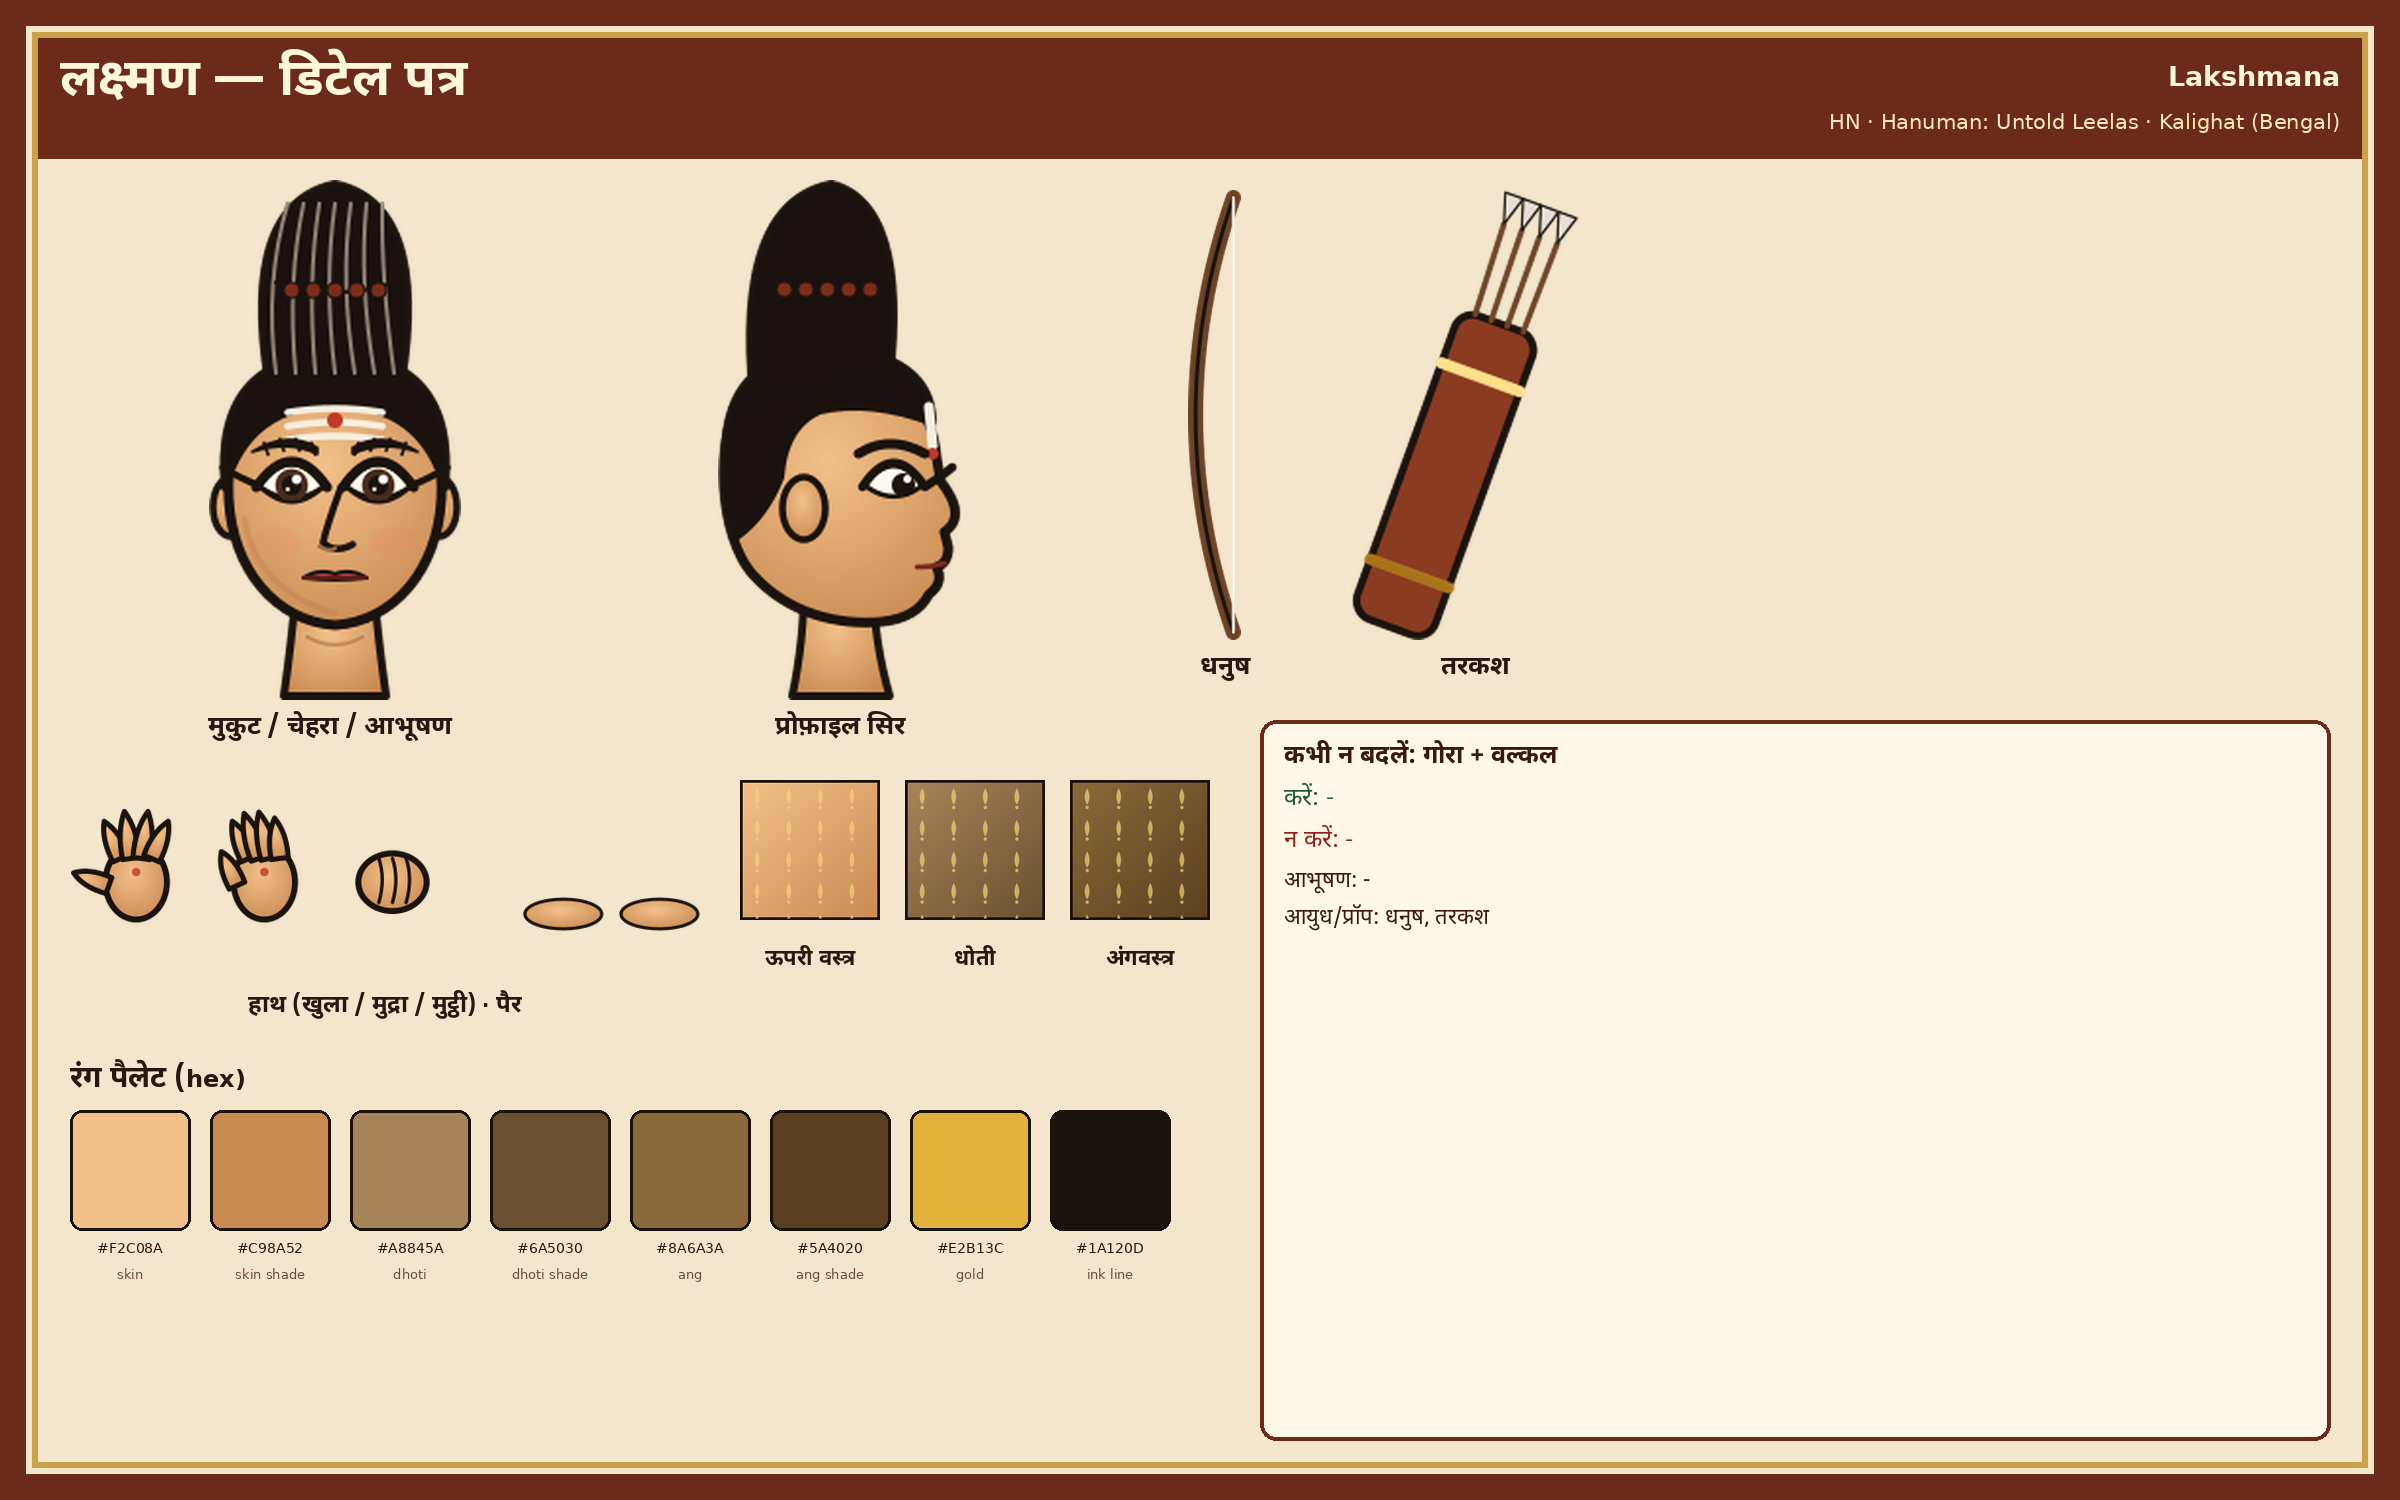 लक्ष्मण — डिटेल पत्र
Lakshmana
HN · Hanuman: Untold Leelas · Kalighat (Bengal)
धनुष
तरकश
मुकुट / चेहरा / आभूषण
प्रोफ़ाइल सिर
कभी न बदलें: गोरा + वल्कल
करें: -
न करें: -
आभूषण: -
आयुध/प्रॉप: धनुष, तरकश
ऊपरी वस्त्र
धोती
अंगवस्त्र
हाथ (खुला / मुद्रा / मुट्ठी) · पैर
रंग पैलेट (hex)
#F2C08A
#C98A52
#A8845A
#6A5030
#8A6A3A
#5A4020
#E2B13C
#1A120D
skin
skin shade
dhoti
dhoti shade
ang
ang shade
gold
ink line